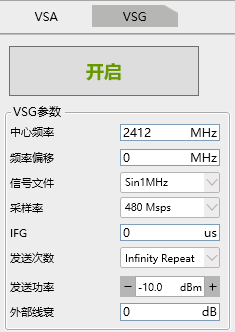 VSA VSG
开启
VSG参数
中心频率 2412 MHz
频率偏移 0 MHz
信号文件 Sin1MHz
采样率 480 Msps
IFG 0 us
发送次数 Infinity Repeat
发送功率 − -10.0 dBm +
外部线衰 0 dB